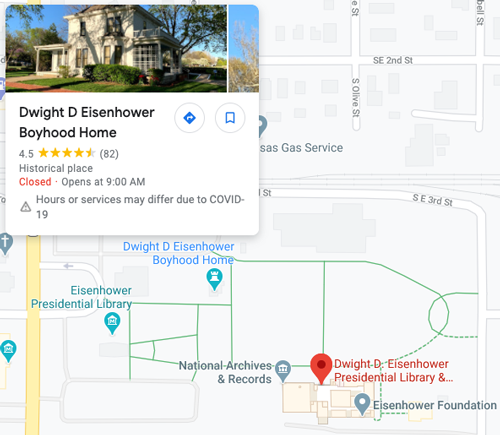 Dwight D Eisenhower
Boyhood Home
4.5 (82)
Historical place
Closed · Opens at 9:00 AM
Hours or services may differ due to COVID-
19
SE 2nd St
S Olive St
sas Gas Service
d St
S E 3rd St
Dwight D Eisenhower
Boyhood Home
Eisenhower
Presidential Library
National Archives
& Records
Dwight D. Eisenhower
Presidential Library &...
Eisenhower Foundation